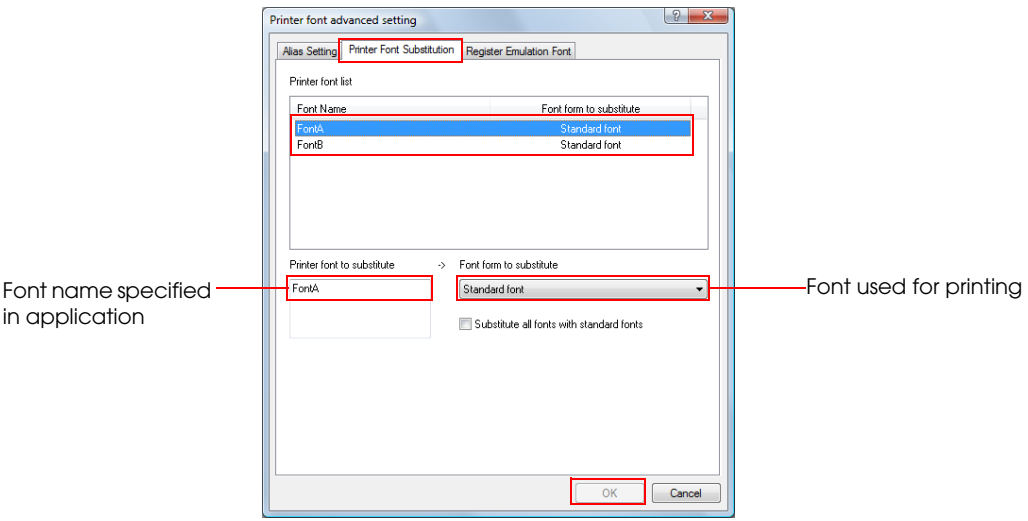 Printer font advanced setting
Alias Setting Printer Font Substitution Register Emulation Font
Printer font list
Font Name Font form to substitute
FontA Standard font
FontB Standard font
Printer font to substitute -> Font form to substitute
FontA Standard font
Font name specified
in application
Font used for printing
Substitute all fonts with standard fonts
OK Cancel